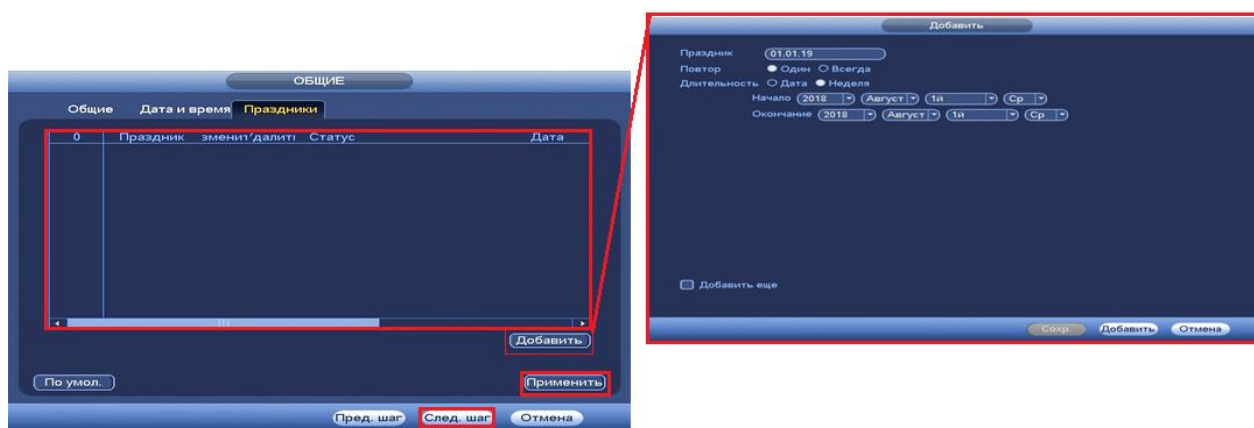 ОБЩИЕ
Общие Дата и время Праздники
0 Праздник зменит'далиті Статус Дата
Добавить
По умол. Применить
Пред. шаг След. шаг Отмена
Добавить
Праздник 01.01.19
Повтор Один Всегда
Длительность Дата Неделя
Начало 2018 Август 1й Ср
Окончание 2018 Август 1й Ср
Добавить еще
Сохр. Добавить Отмена